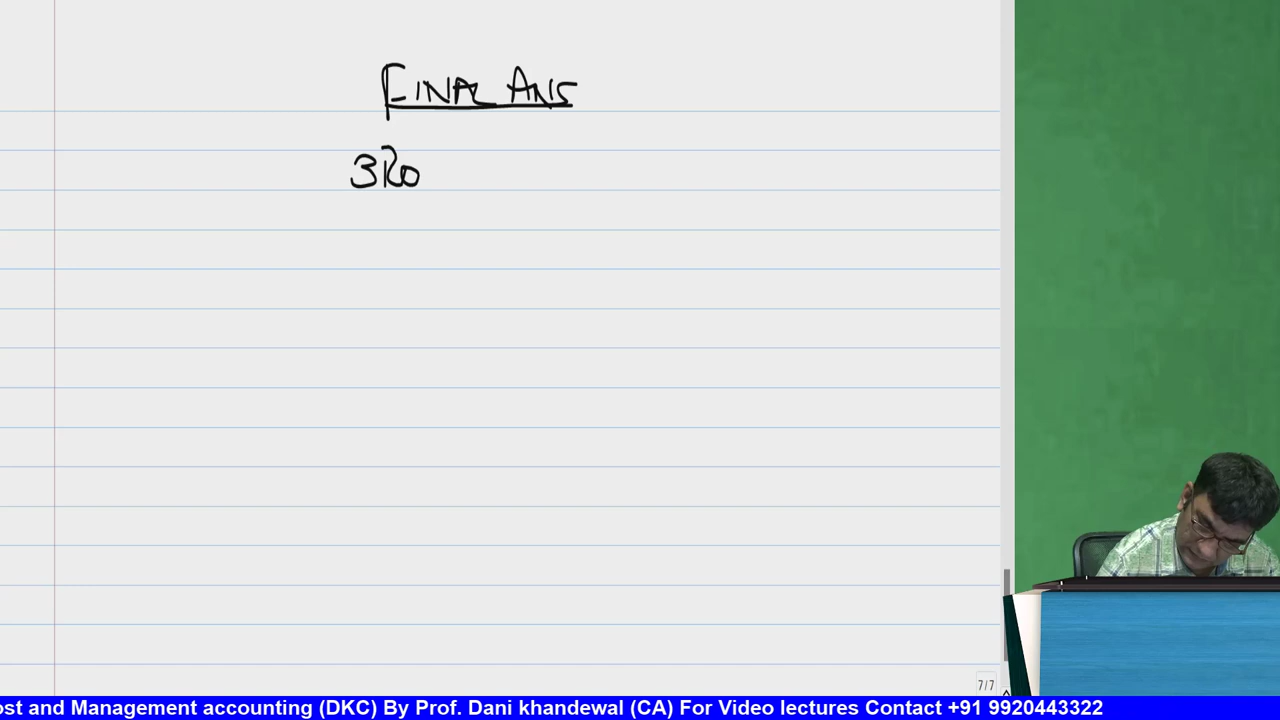 FINAL ANS
3Ro
7/7
ost and Management accounting (DKC) By Prof. Dani khandewal (CA) For Video lectures Contact +91 9920443322